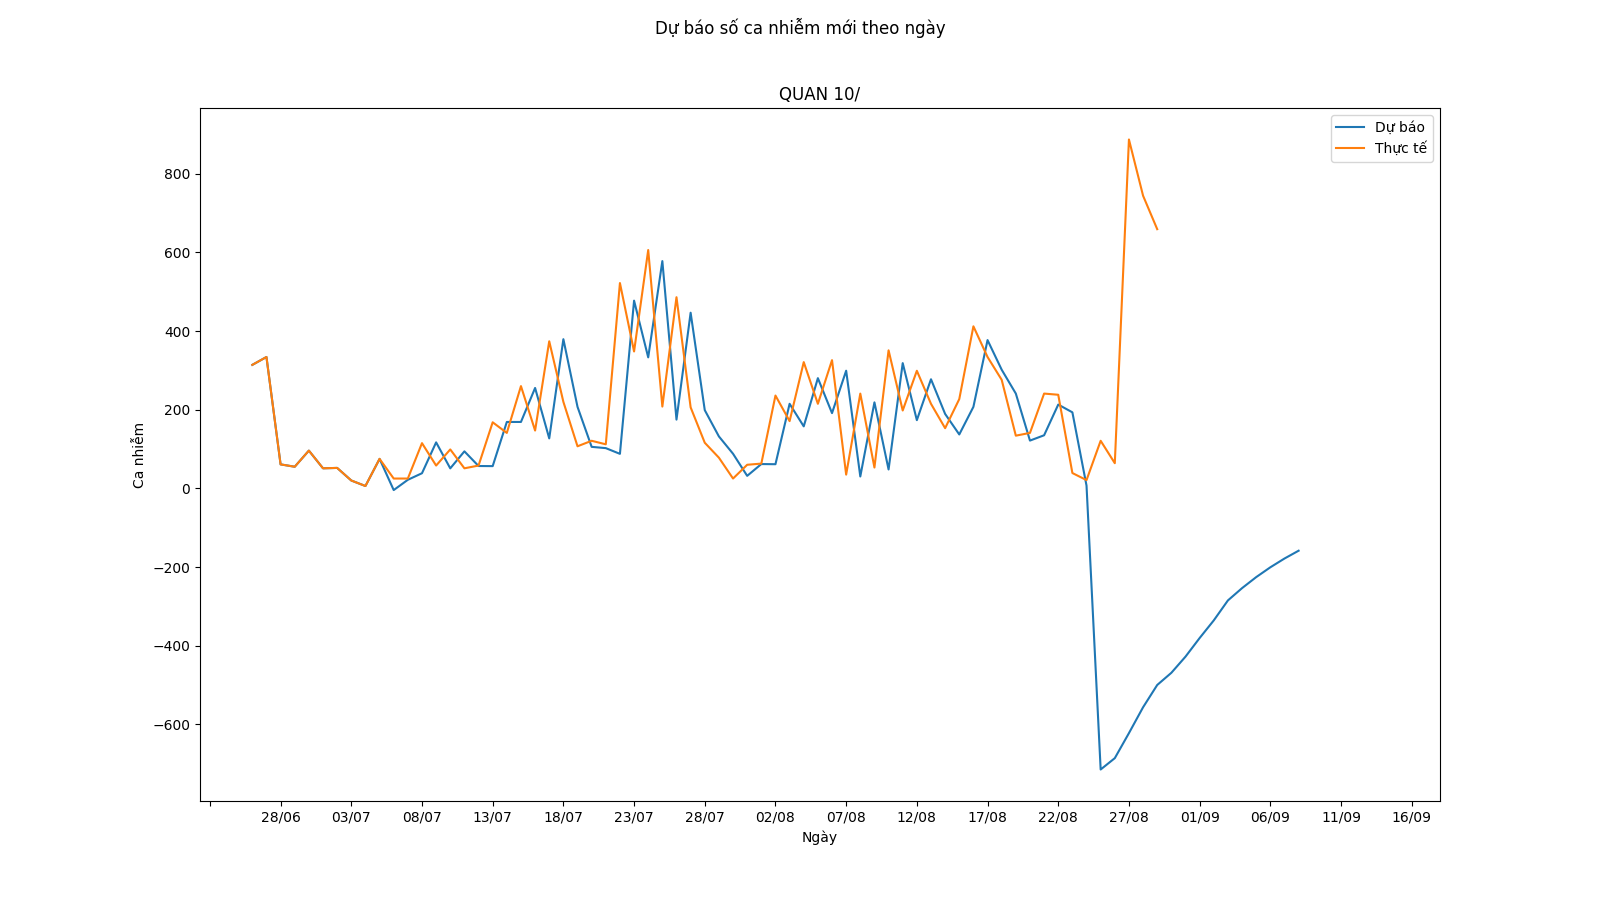 Dự báo số ca nhiễm mới theo ngày
QUAN 10/
Dự báo
Thực tế
800
600
400
200
0
−200
−400
−600
Ca nhiễm
28/06 03/07 08/07 13/07 18/07 23/07 28/07 02/08 07/08 12/08 17/08 22/08 27/08 01/09 06/09 11/09 16/09
Ngày